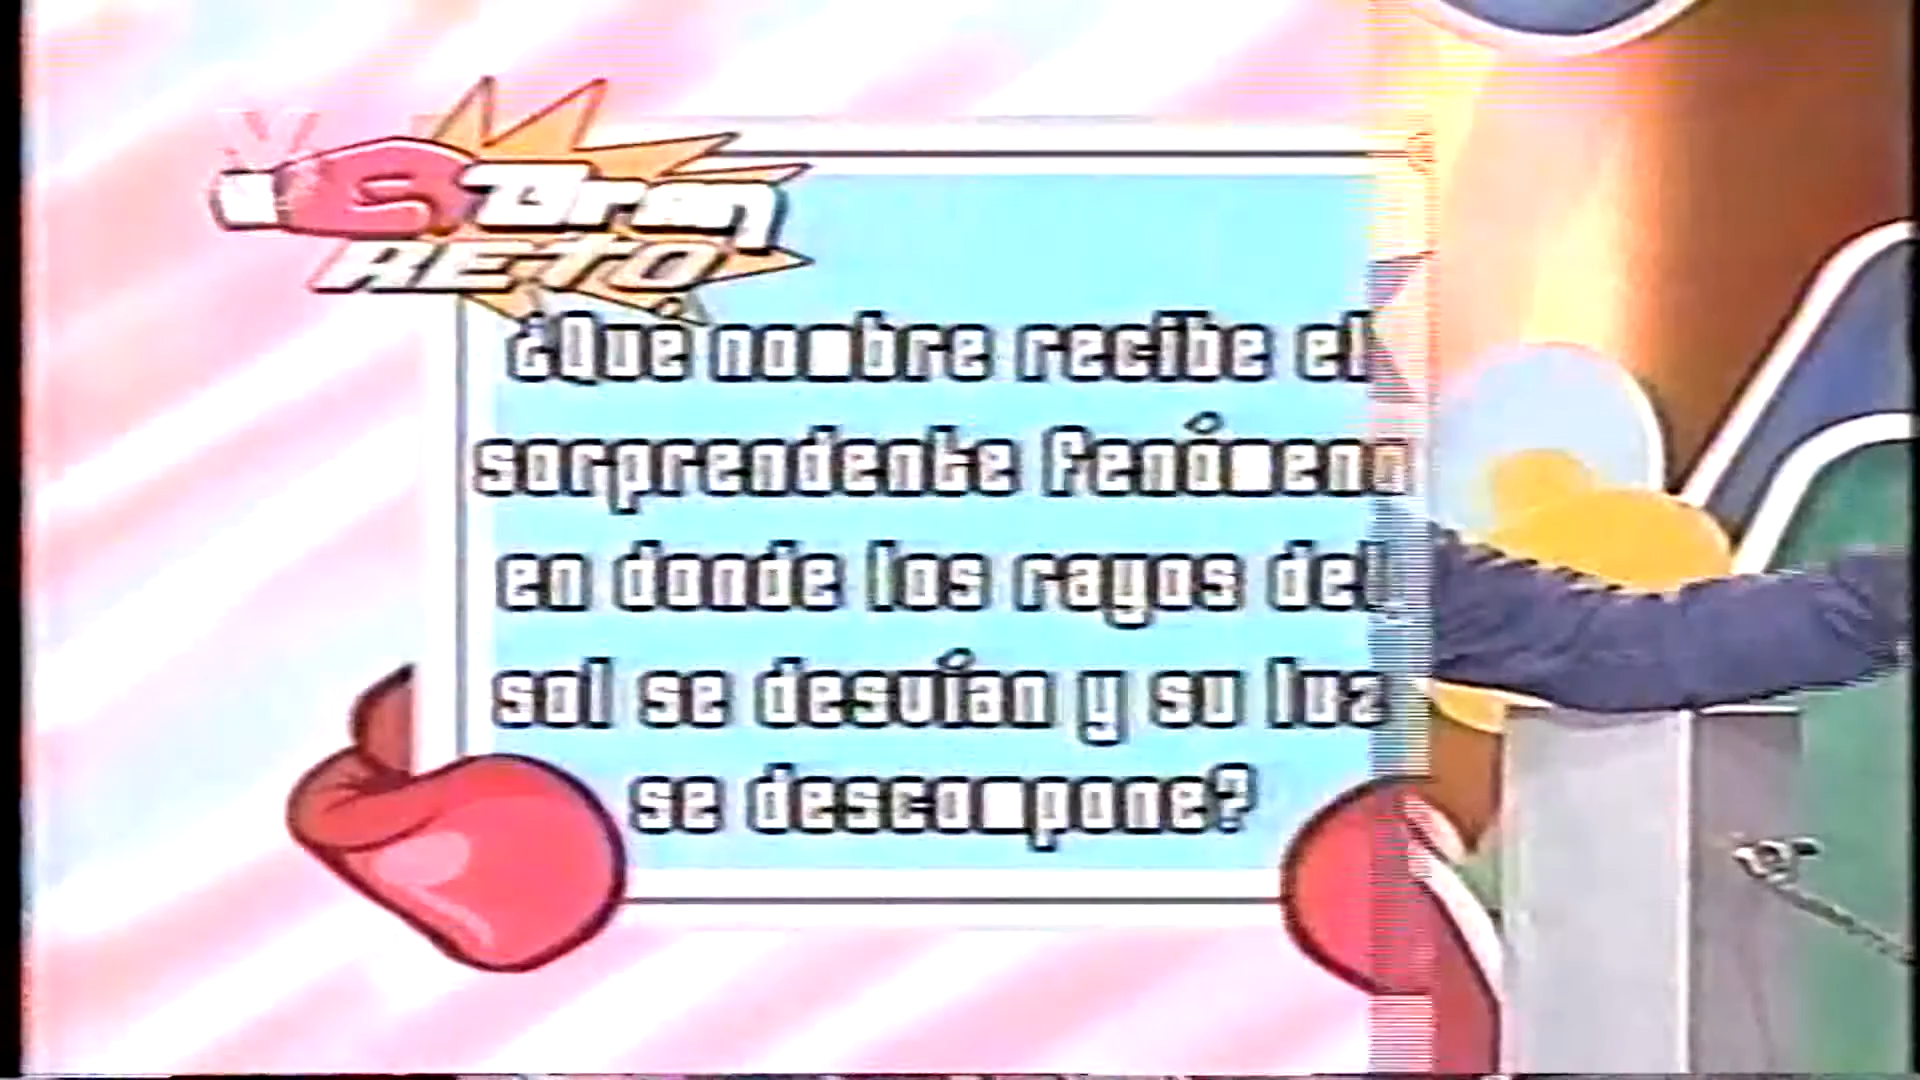 Gran
RETO
¿Qué nombre recibe el
sorprendente fenómeno
en donde los rayos del
sol se desvían y su luz
se descompone?